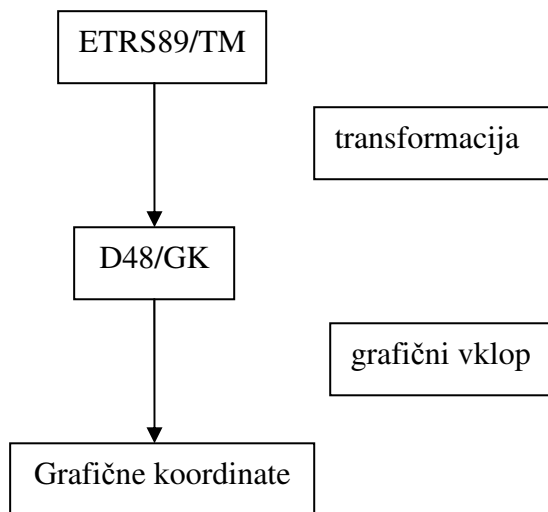 ETRS89/TM
transformacija
D48/GK
grafični vklop
Grafične koordinate